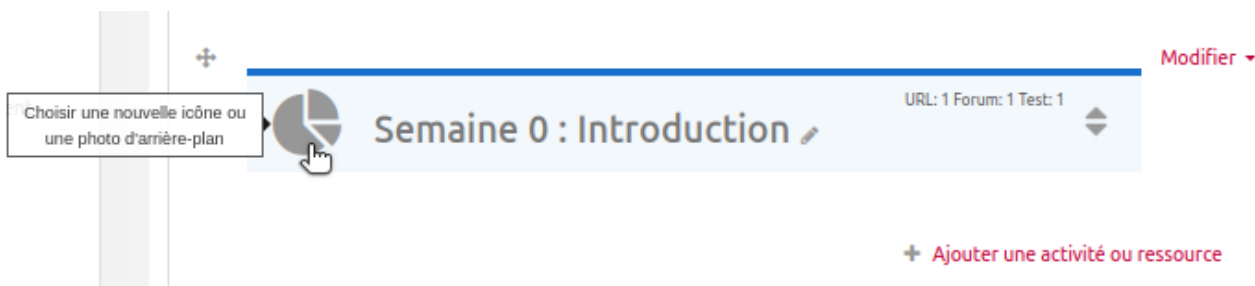 Modifier
Choisir une nouvelle icône ou
une photo d'arrière-plan
URL: 1 Forum: 1 Test: 1
Semaine 0 : Introduction
Ajouter une activité ou ressource